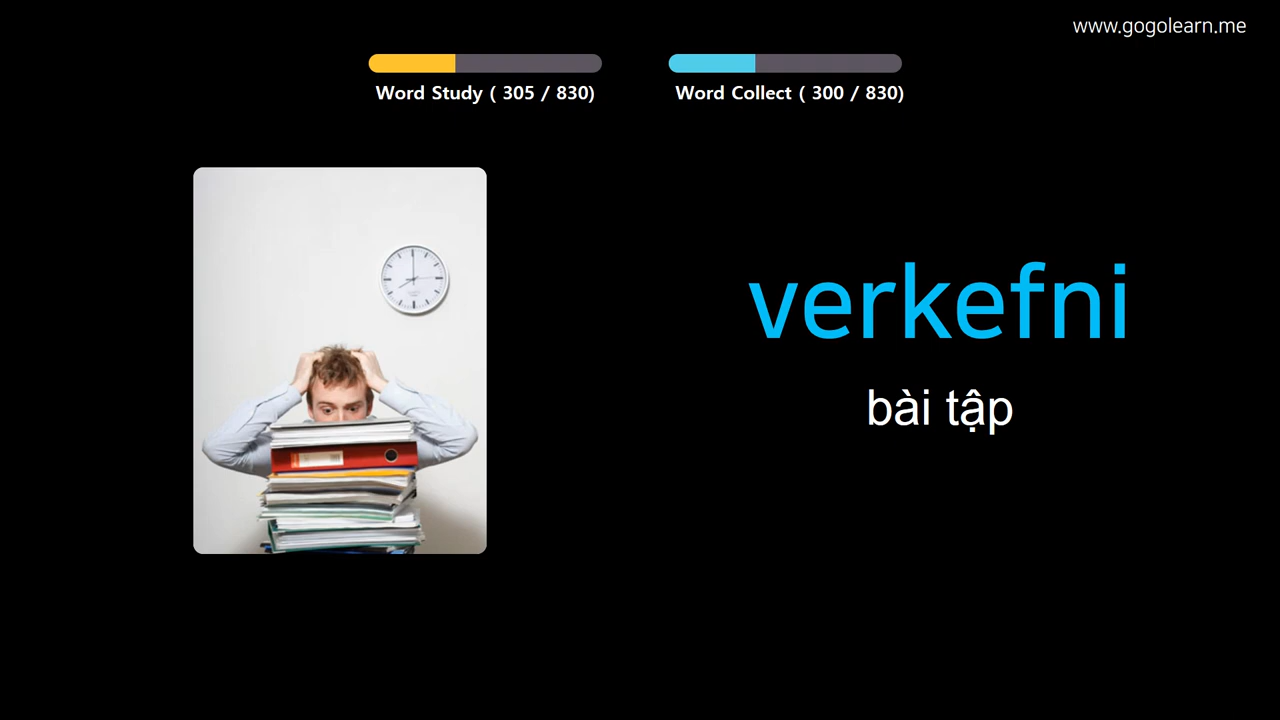 www.gogolearn.me
Word Study ( 305 / 830)
Word Collect ( 300 / 830)
verkefni
bài tập